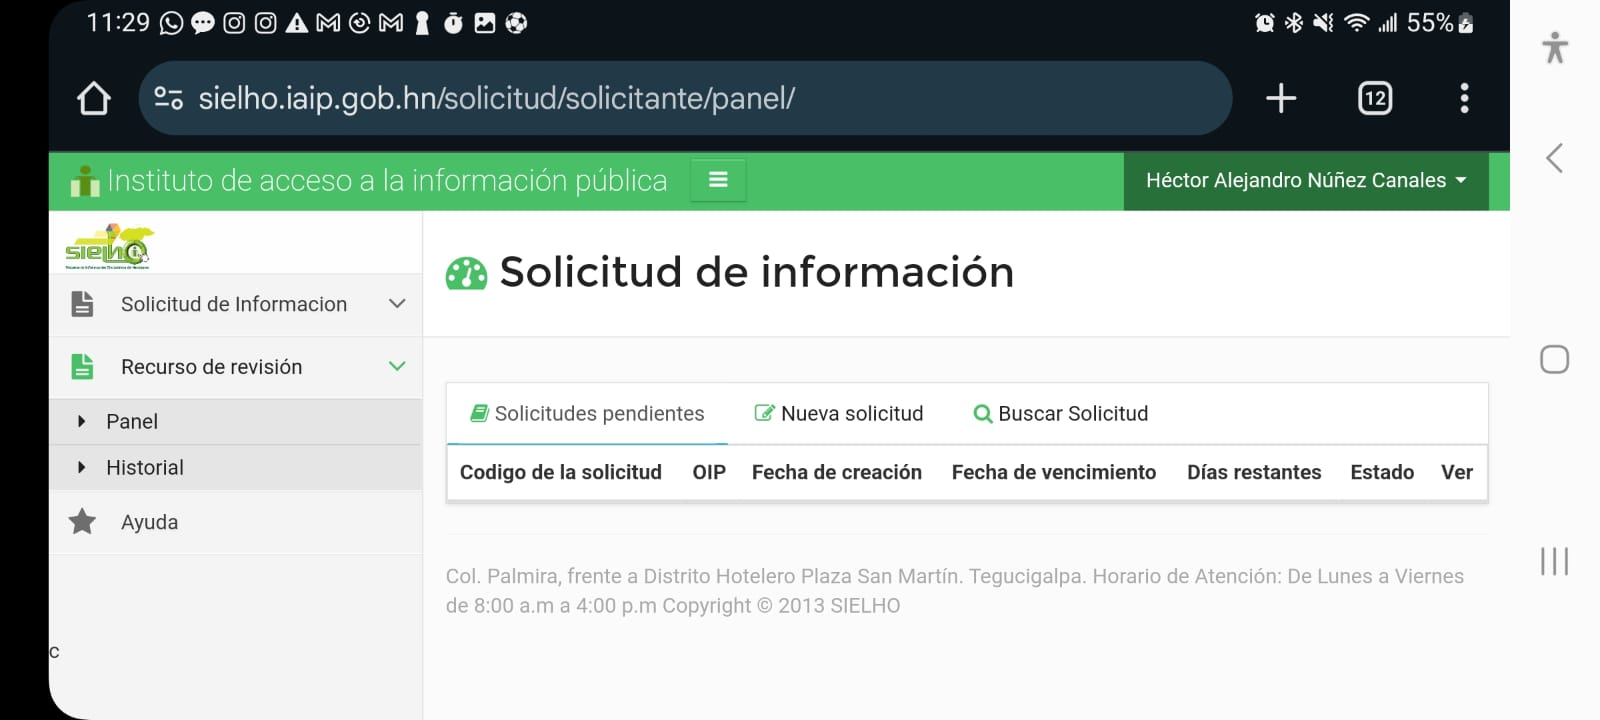 11:29
55%
sielho.iaip.gob.hn/solicitud/solicitante/panel/
12
Instituto de acceso a la información pública
Héctor Alejandro Núñez Canales
sielho
Solicitud de información
Solicitud de Informacion
Recurso de revisión
Panel
Historial
Ayuda
Solicitudes pendientes
Nueva solicitud
Buscar Solicitud
Codigo de la solicitud OIP Fecha de creación Fecha de vencimiento Días restantes Estado Ver
Col. Palmira, frente a Distrito Hotelero Plaza San Martín. Tegucigalpa. Horario de Atención: De Lunes a Viernes
de 8:00 a.m a 4:00 p.m Copyright © 2013 SIELHO
c